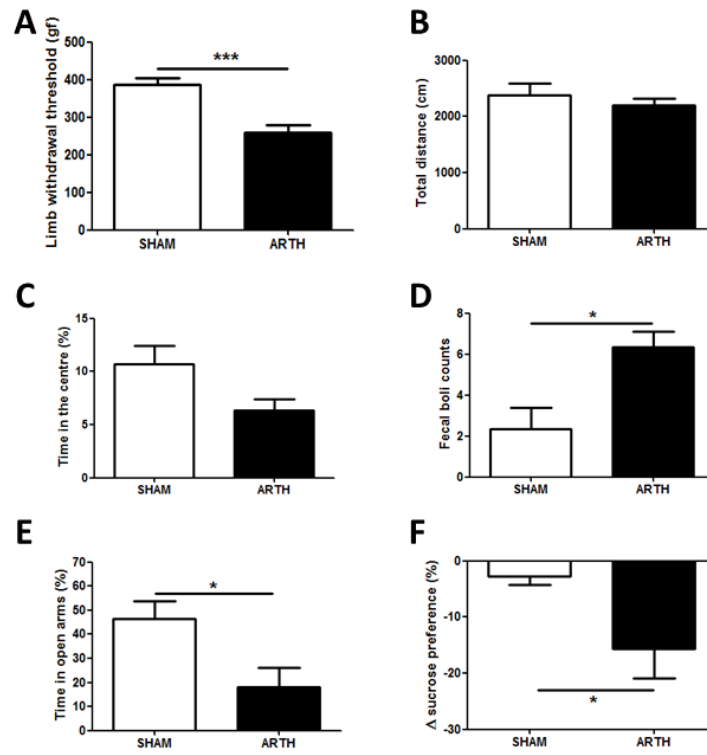 A
Limb withdrawal threshold (gf)
500
400
300
200
100
0
***
SHAM
ARTH
B
Total distance (cm)
3000
2000
1000
0
SHAM
ARTH
C
Time in the centre (%)
15
10
5
0
SHAM
ARTH
D
Fecal boli counts
8
6
4
2
0
*
SHAM
ARTH
E
Time in open arms (%)
70
60
50
40
30
20
10
0
*
SHAM
ARTH
F
Δ sucrose preference (%)
0
-10
-20
-30
*
SHAM
ARTH